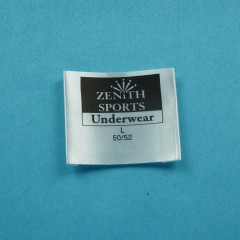 ZENiTH
SPORTS
Underwear
L
50/52